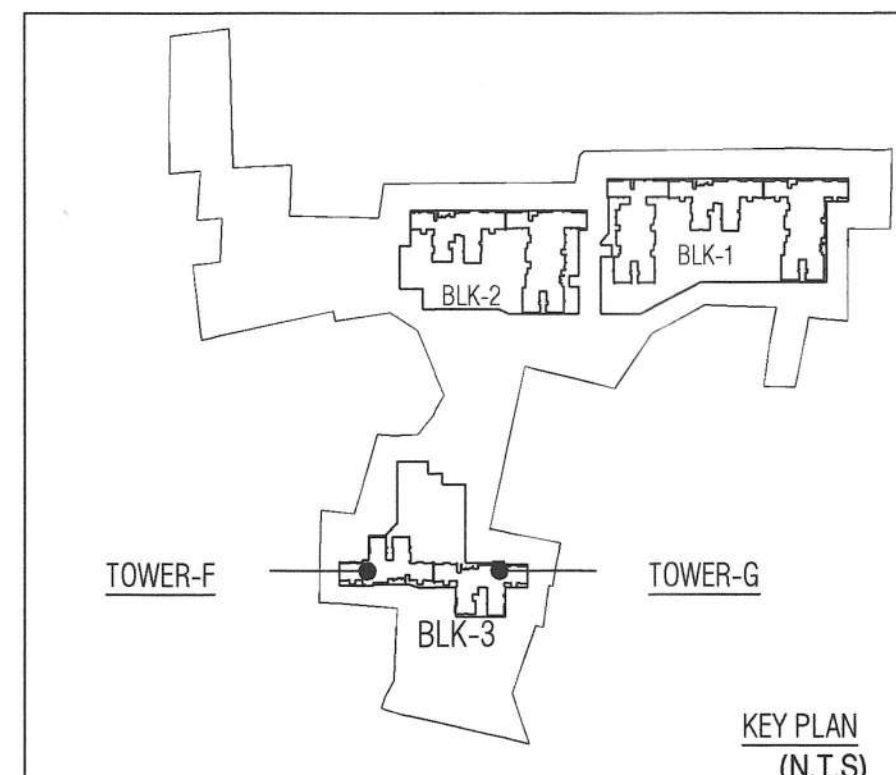 BLK-1
BLK-2
TOWER-F
TOWER-G
BLK-3
KEY PLAN
(N.T.S)